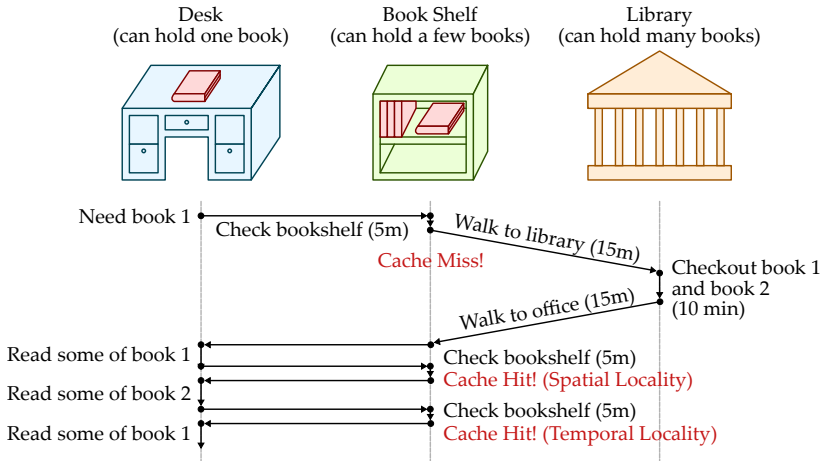 Desk
(can hold one book)
Book Shelf
(can hold a few books)
Library
(can hold many books)
Need book 1
Check bookshelf (5m)
Walk to library (15m)
Cache Miss!
Checkout book 1
and book 2
(10 min)
Walk to office (15m)
Read some of book 1
Check bookshelf (5m)
Cache Hit! (Spatial Locality)
Read some of book 2
Check bookshelf (5m)
Cache Hit! (Temporal Locality)
Read some of book 1